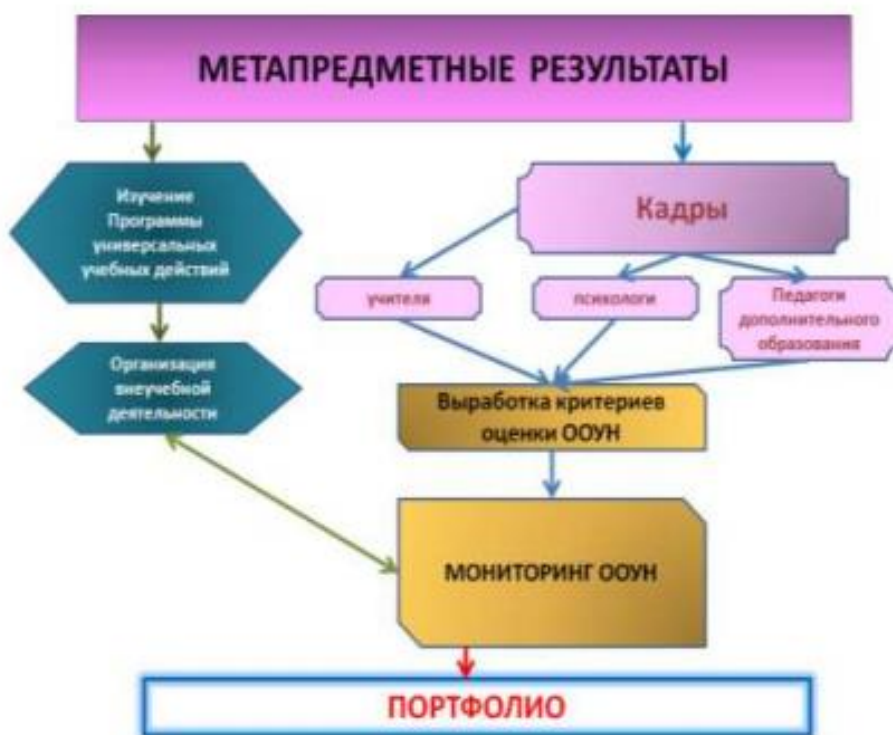 МЕТАПРЕДМЕТНЫЕ РЕЗУЛЬТАТЫ
Изучение
Программы
универсальных
учебных действий
Кадры
учителя
психологи
Педагоги
дополнительного
образования
Организация
внеучебной
деятельности
Выработка критериев
оценки ООУН
МОНИТОРИНГ ООУН
ПОРТФОЛИО